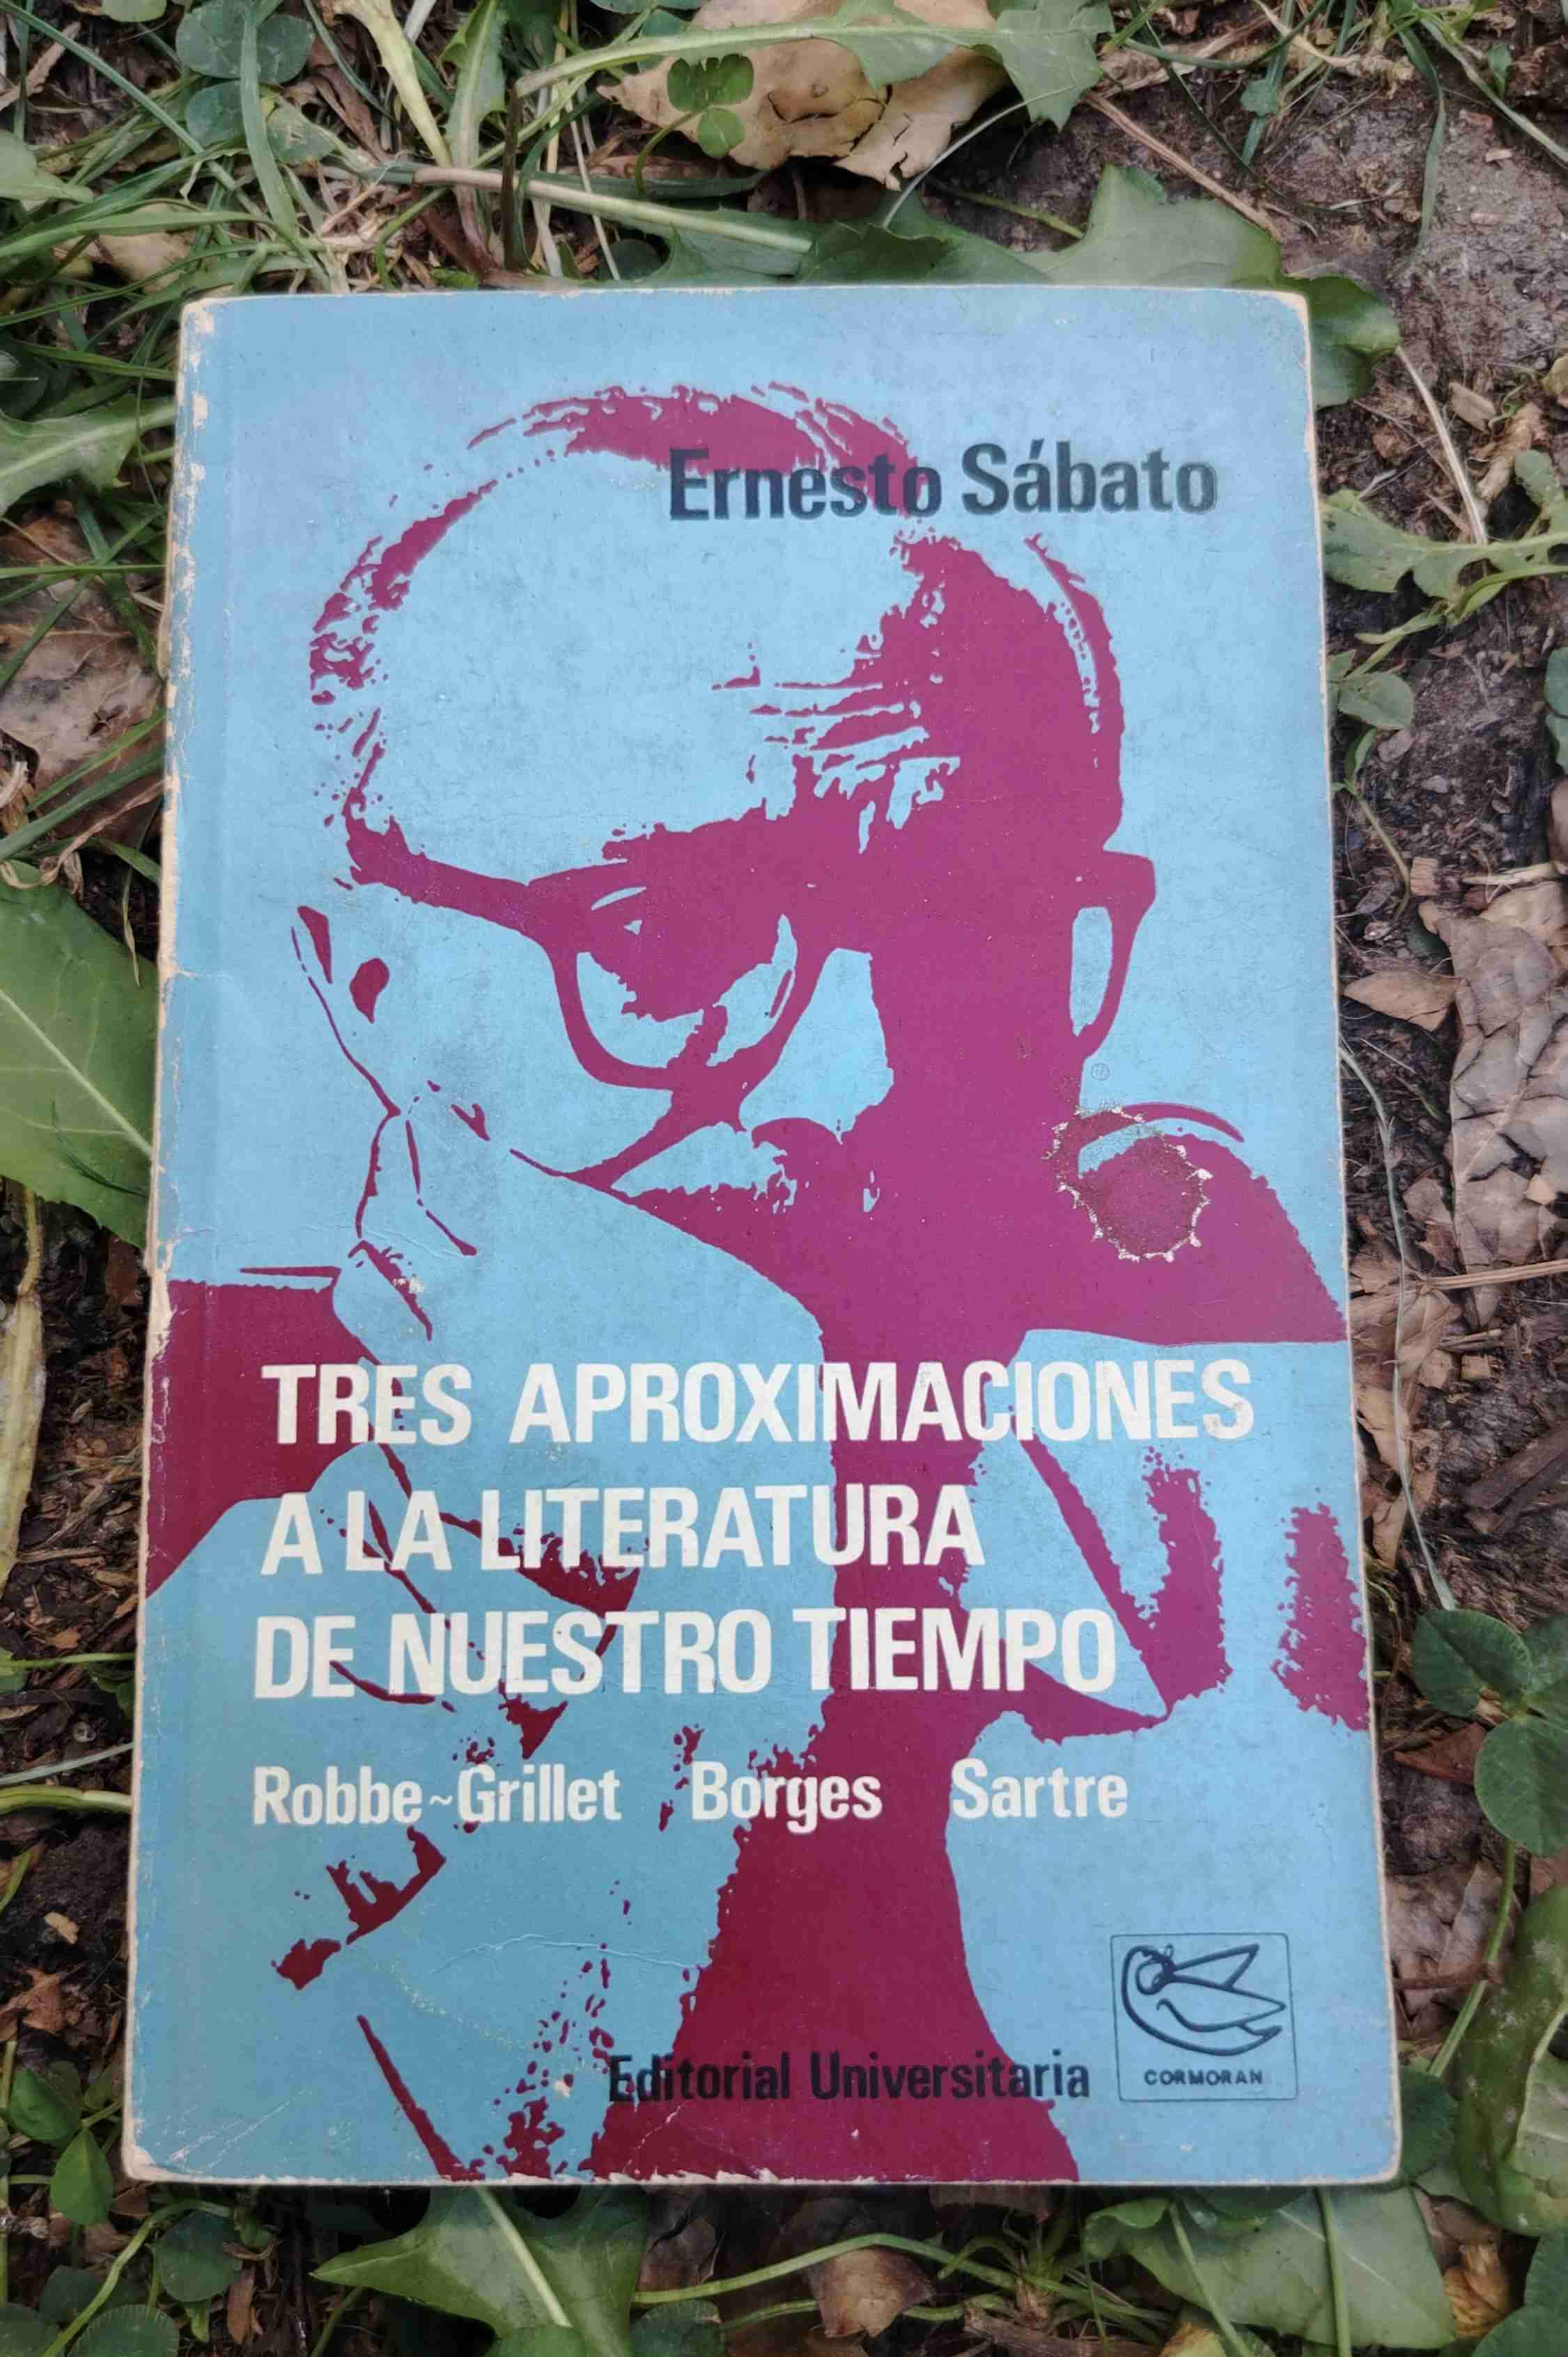 Ernesto Sábato
TRES APROXIMACIONES
A LA LITERATURA
DE NUESTRO TIEMPO
Robbe~Grillet Borges Sartre
Editorial Universitaria
CORMORAN